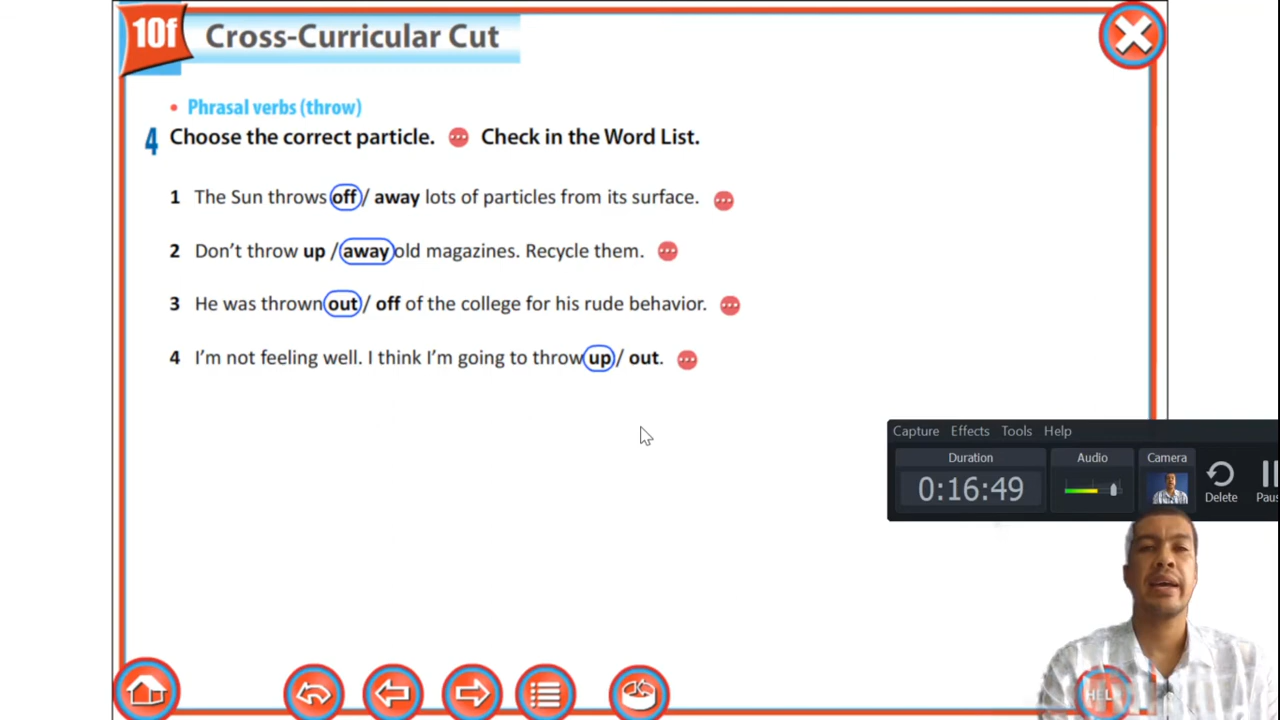 10f Cross-Curricular Cut
• Phrasal verbs (throw)
4 Choose the correct particle. Check in the Word List.
1 The Sun throws off / away lots of particles from its surface.
2 Don't throw up / away old magazines. Recycle them.
3 He was thrown out / off of the college for his rude behavior.
4 I'm not feeling well. I think I'm going to throw up / out.
Capture Effects Tools Help
Duration Audio Camera
0:16:49
Delete Paus
HEL